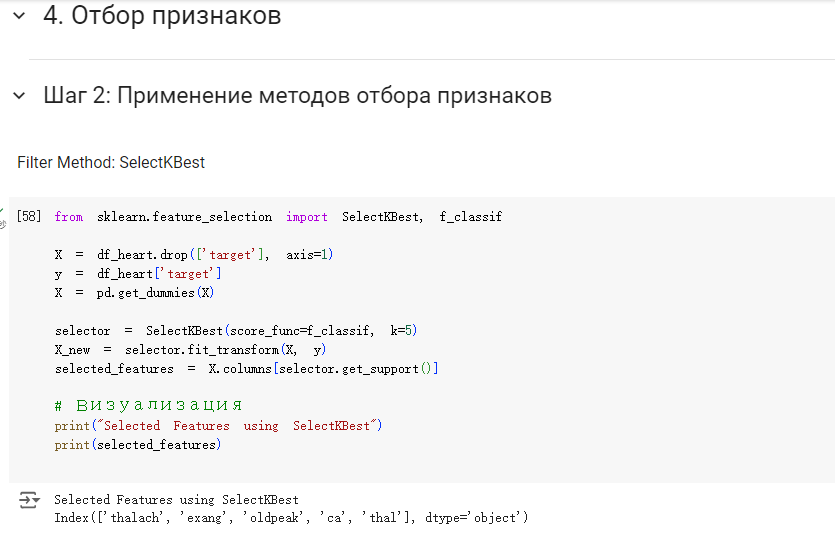 4. Отбор признаков
Шаг 2: Применение методов отбора признаков
Filter Method: SelectKBest
[58] from sklearn.feature_selection import SelectKBest, f_classif
X = df_heart.drop(['target'], axis=1)
y = df_heart['target']
X = pd.get_dummies(X)
selector = SelectKBest(score_func=f_classif, k=5)
X_new = selector.fit_transform(X, y)
selected_features = X.columns[selector.get_support()]
# Визуализация
print("Selected Features using SelectKBest")
print(selected_features)
Selected Features using SelectKBest
Index(['thalach', 'exang', 'oldpeak', 'ca', 'thal'], dtype='object')